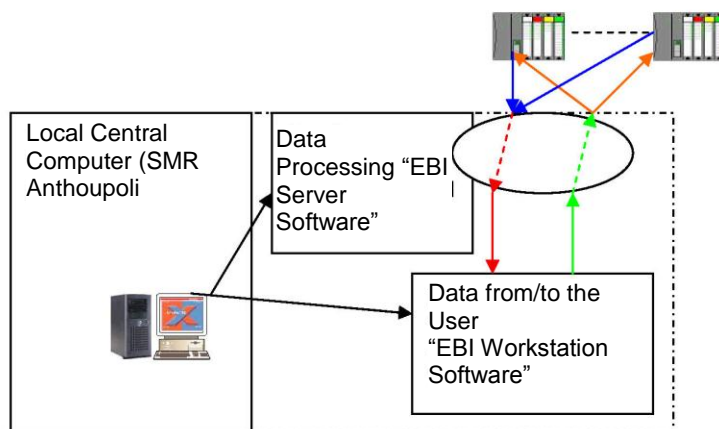 Local Central
Computer (SMR
Anthoupoli
Data
Processing “EBI
Server
Software”
Data from/to the
User
“EBI Workstation
Software”